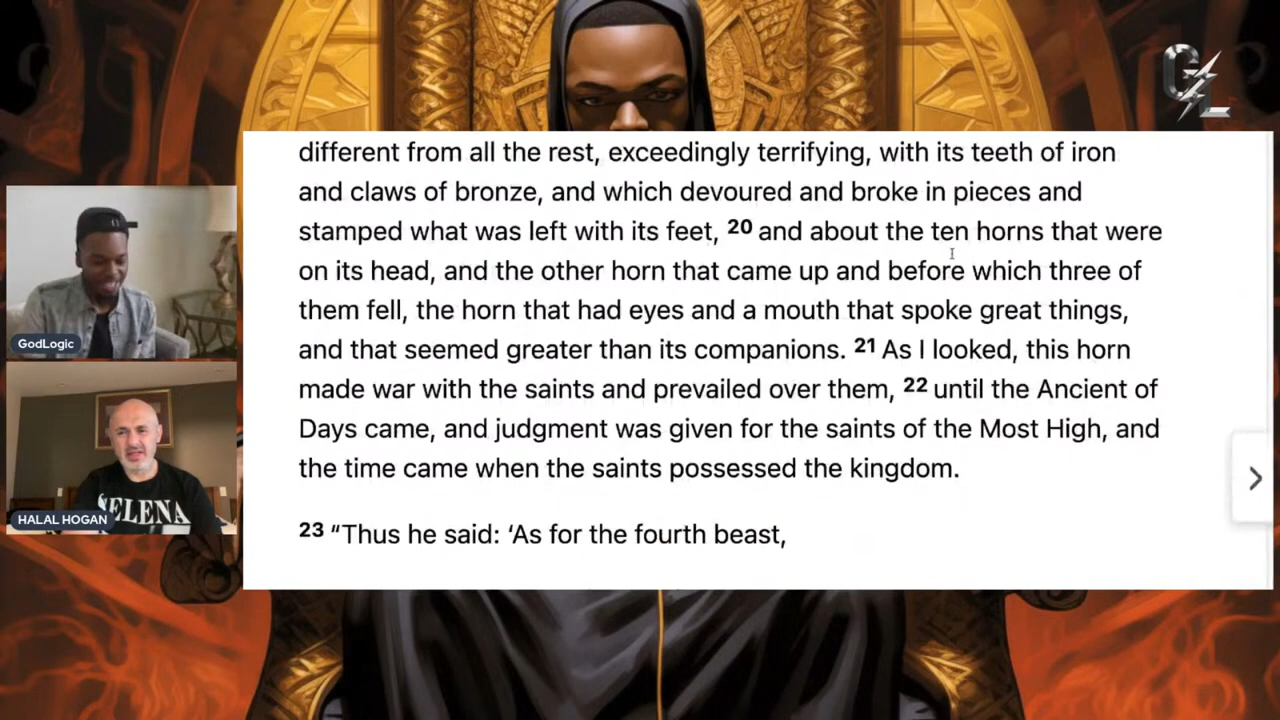 GL
different from all the rest, exceedingly terrifying, with its teeth of iron
and claws of bronze, and which devoured and broke in pieces and
stamped what was left with its feet, 20 and about the ten horns that were
on its head, and the other horn that came up and before which three of
them fell, the horn that had eyes and a mouth that spoke great things,
and that seemed greater than its companions. 21 As I looked, this horn
made war with the saints and prevailed over them, 22 until the Ancient of
Days came, and judgment was given for the saints of the Most High, and
the time came when the saints possessed the kingdom.
23 “Thus he said: ‘As for the fourth beast,
GodLogic
SELENA
HALAL HOGAN